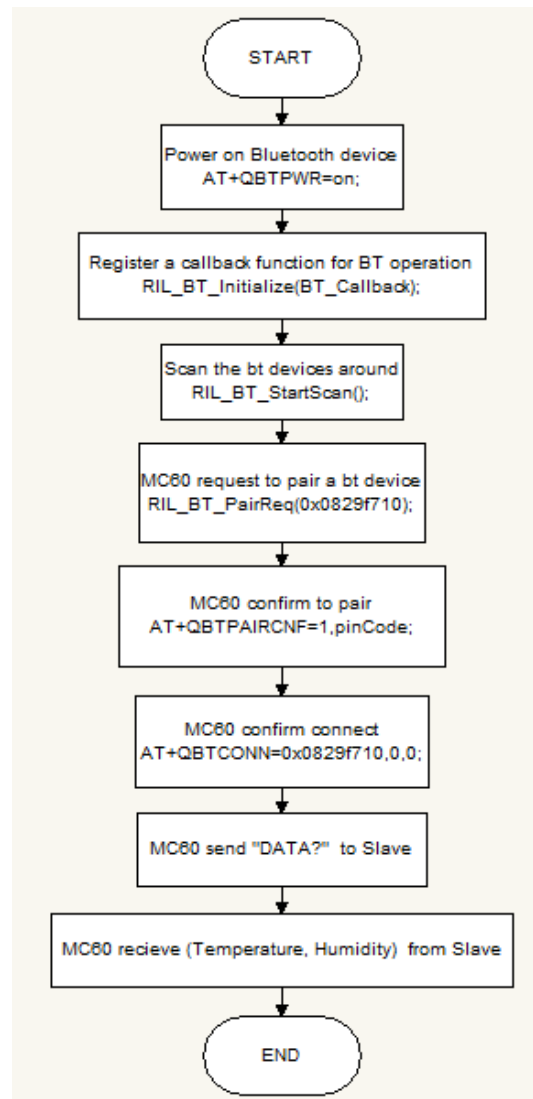 START
Power on Bluetooth device
AT+QBTPWR=on;
Register a callback function for BT operation
RIL_BT_Initialize(BT_Callback);
Scan the bt devices around
RIL_BT_StartScan();
MC60 request to pair a bt device
RIL_BT_PairReq(0x0829f710);
MC60 confirm to pair
AT+QBTPAIRCNF=1,pinCode;
MC60 confirm connect
AT+QBTCONN=0x0829f710,0,0;
MC60 send "DATA?" to Slave
MC60 recieve (Temperature, Humidity) from Slave
END